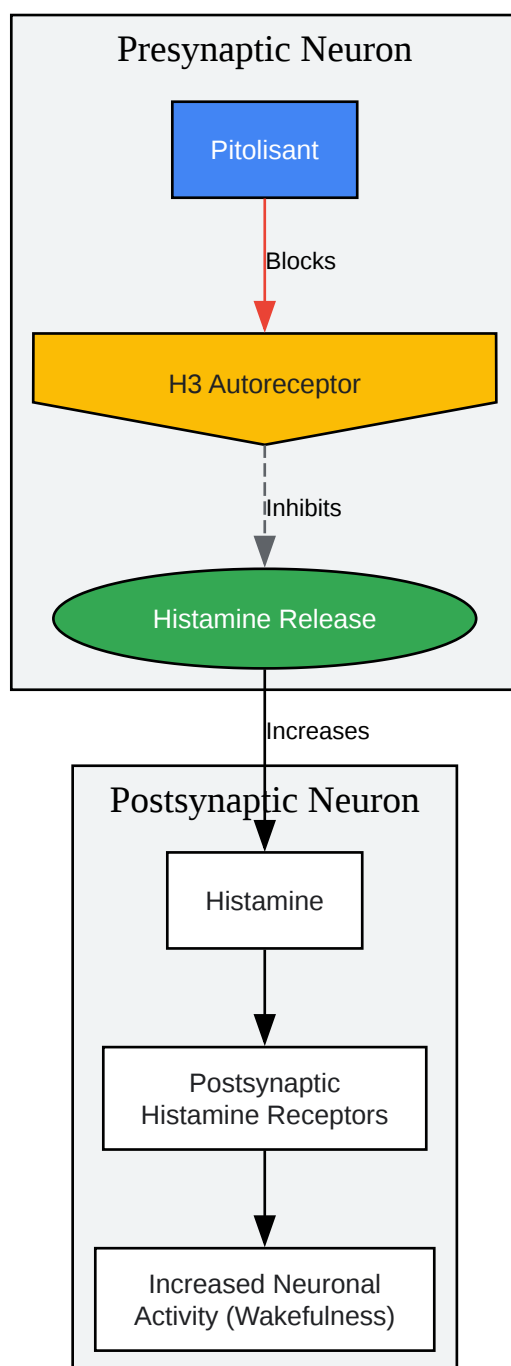 Presynaptic Neuron
Pitolisant
Blocks
H3 Autoreceptor
Inhibits
Histamine Release
Increases
Postsynaptic Neuron
Histamine
Postsynaptic
Histamine Receptors
Increased Neuronal
Activity (Wakefulness)